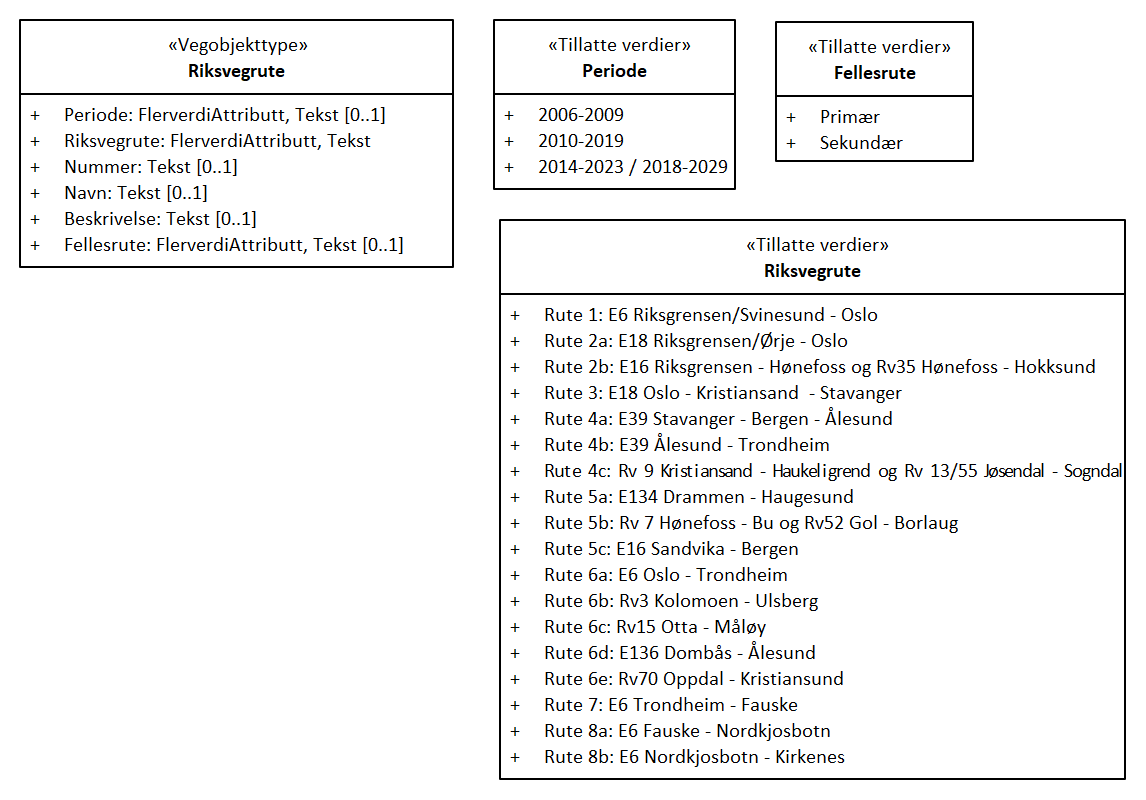 «Vegobjekttype»
Riksvegrute
+ Periode: FlerverdiAttributt, Tekst [0..1]
+ Riksvegrute: FlerverdiAttributt, Tekst
+ Nummer: Tekst [0..1]
+ Navn: Tekst [0..1]
+ Beskrivelse: Tekst [0..1]
+ Fellesrute: FlerverdiAttributt, Tekst [0..1]
«Tillatte verdier»
Periode
+ 2006-2009
+ 2010-2019
+ 2014-2023 / 2018-2029
«Tillatte verdier»
Fellesrute
+ Primær
+ Sekundær
«Tillatte verdier»
Riksvegrute
+ Rute 1: E6 Riksgrensen/Svinesund - Oslo
+ Rute 2a: E18 Riksgrensen/Ørje - Oslo
+ Rute 2b: E16 Riksgrensen - Hønefoss og Rv35 Hønefoss - Hokksund
+ Rute 3: E18 Oslo - Kristiansand  - Stavanger
+ Rute 4a: E39 Stavanger - Bergen - Ålesund
+ Rute 4b: E39 Ålesund - Trondheim
+ Rute 4c: Rv 9 Kristiansand - Haukeligrend og Rv 13/55 Jøsendal - Sogndal
+ Rute 5a: E134 Drammen - Haugesund
+ Rute 5b: Rv 7 Hønefoss - Bu og Rv52 Gol - Borlaug
+ Rute 5c: E16 Sandvika - Bergen
+ Rute 6a: E6 Oslo - Trondheim
+ Rute 6b: Rv3 Kolomoen - Ulsberg
+ Rute 6c: Rv15 Otta - Måløy
+ Rute 6d: E136 Dombås - Ålesund
+ Rute 6e: Rv70 Oppdal - Kristiansund
+ Rute 7: E6 Trondheim - Fauske
+ Rute 8a: E6 Fauske - Nordkjosbotn
+ Rute 8b: E6 Nordkjosbotn - Kirkenes